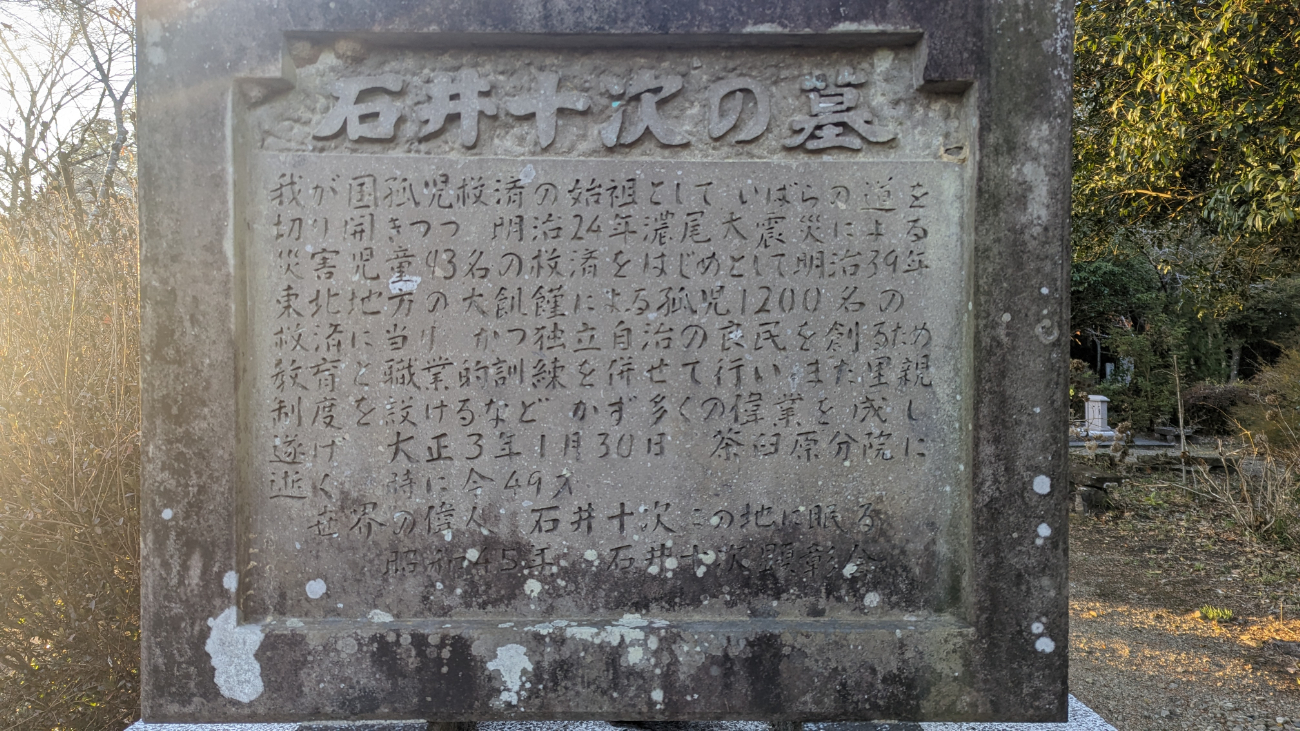 石井十次の墓
我が国孤児救済の始祖として いばらの道を
切り開きつつ 明治24年濃尾大震災による
災害児童93名の救済をはじめとして明治39年
東北地方の大飢饉による孤児1200名の
救済に当り かつ独立自治の良民を創るため
教育と職業的訓練を併せて行い また里親
制度を設けるなど かず多くの偉業を成し
遂げ 大正3年1月30日 茶臼原分院に
逝く 時に今49才
世界の偉人 石井十次この地に眠る
昭和45年 石井十次顕彰会